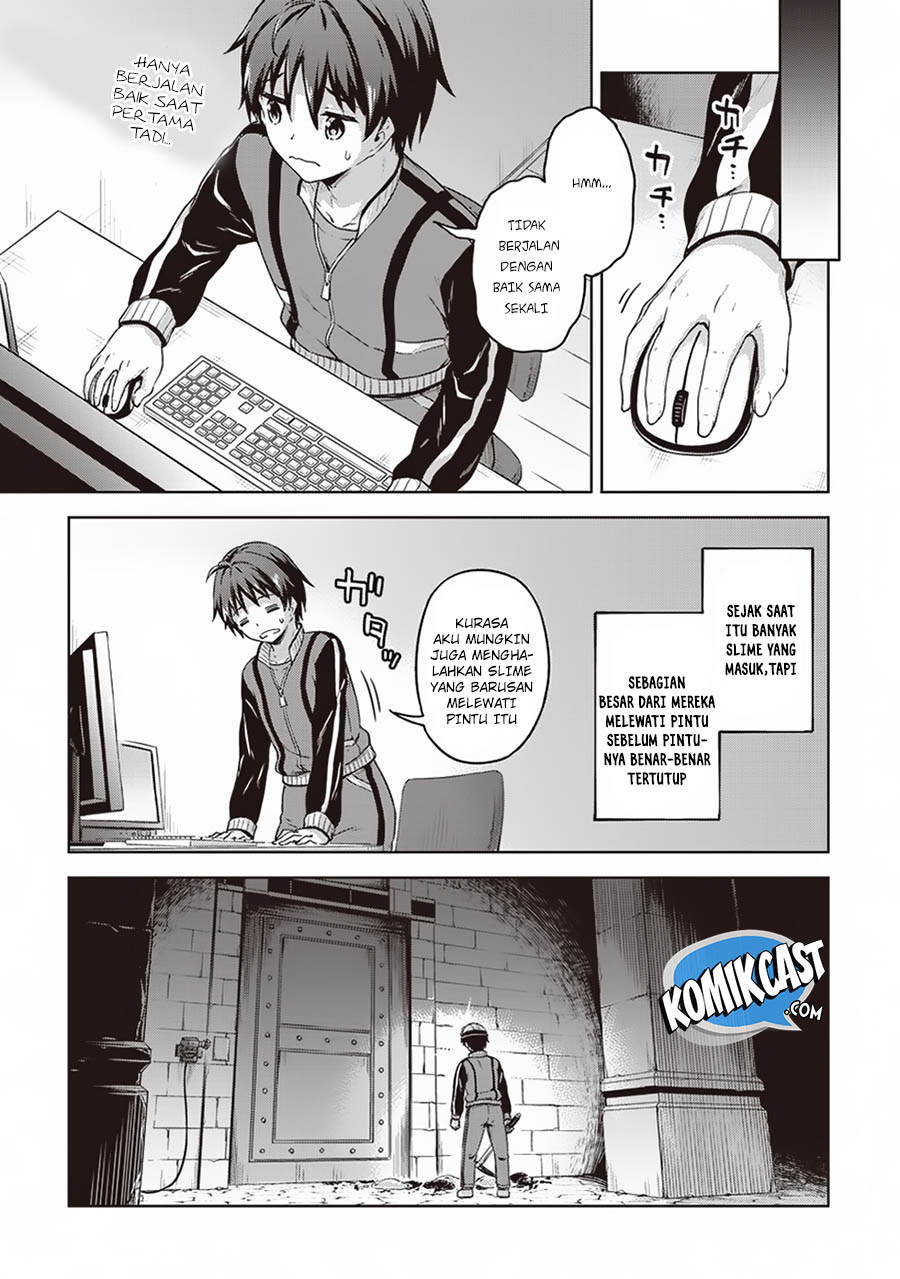 カチ…
カチ…
HMM...
TIDAK
BERJALAN
DENGAN
BAIK SAMA
SEKALI
HANYA
BERJALAN
BAIK SAAT
PERTAMA
TADI...
SEJAK SAAT
ITU BANYAK
SLIME YANG
MASUK,TAPI
SEBAGIAN
BESAR DARI MEREKA
MELEWATI PINTU
SEBELUM PINTU-
NYA BENAR-BENAR
TERTUTUP
KURASA
AKU MUNGKIN
JUGA MENGHA-
LAHKAN SLIME
YANG BARUSAN
MELEWATI
PINTU ITU
ガタッ
KOMIKCAST
.COM